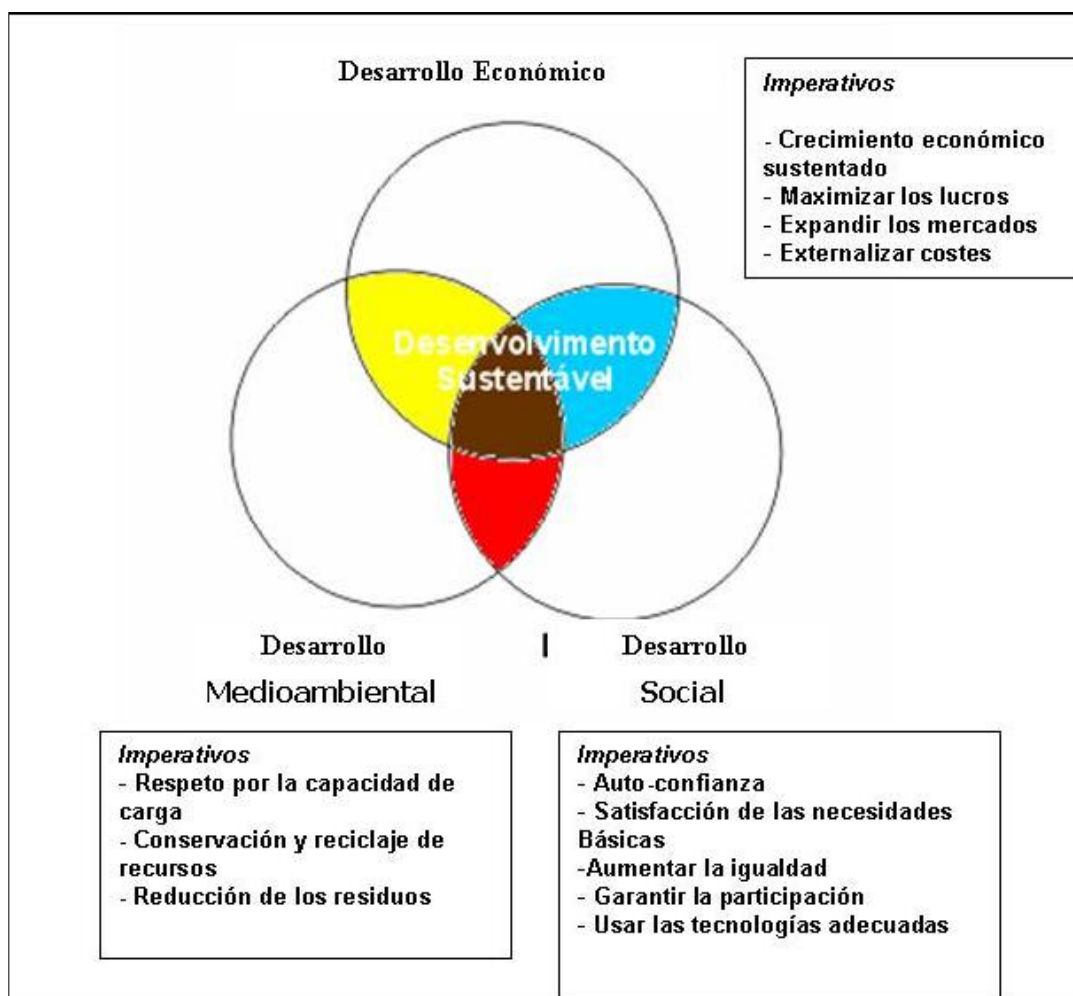 Desarrollo Económico
Imperativos
- Crecimiento económico
sustentado
- Maximizar los lucros
- Expandir los mercados
- Externalizar costes
Desenvolvimento
Sustentável
Desarrollo
Medioambiental
Desarrollo
Social
Imperativos
- Respeto por la capacidad de
carga
- Conservación y reciclaje de
recursos
- Reducción de los residuos
Imperativos
- Auto-confianza
- Satisfacción de las necesidades
Básicas
-Aumentar la igualdad
- Garantir la participación
- Usar las tecnologías adecuadas